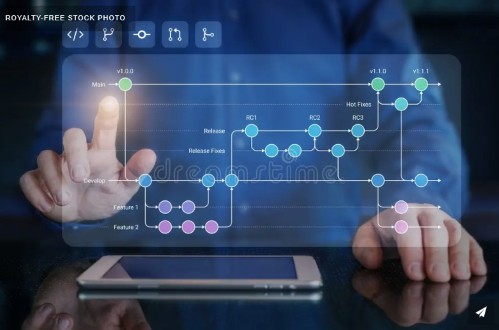 ROYALTY-FREE STOCK PHOTO
</>
v1.0.0
v1.1.0
v1.1.1
Main
Hot Fixes
RC1
RC2
RC3
Release
Release Fixes
dreamstime
Develop
Feature 1
Feature 2